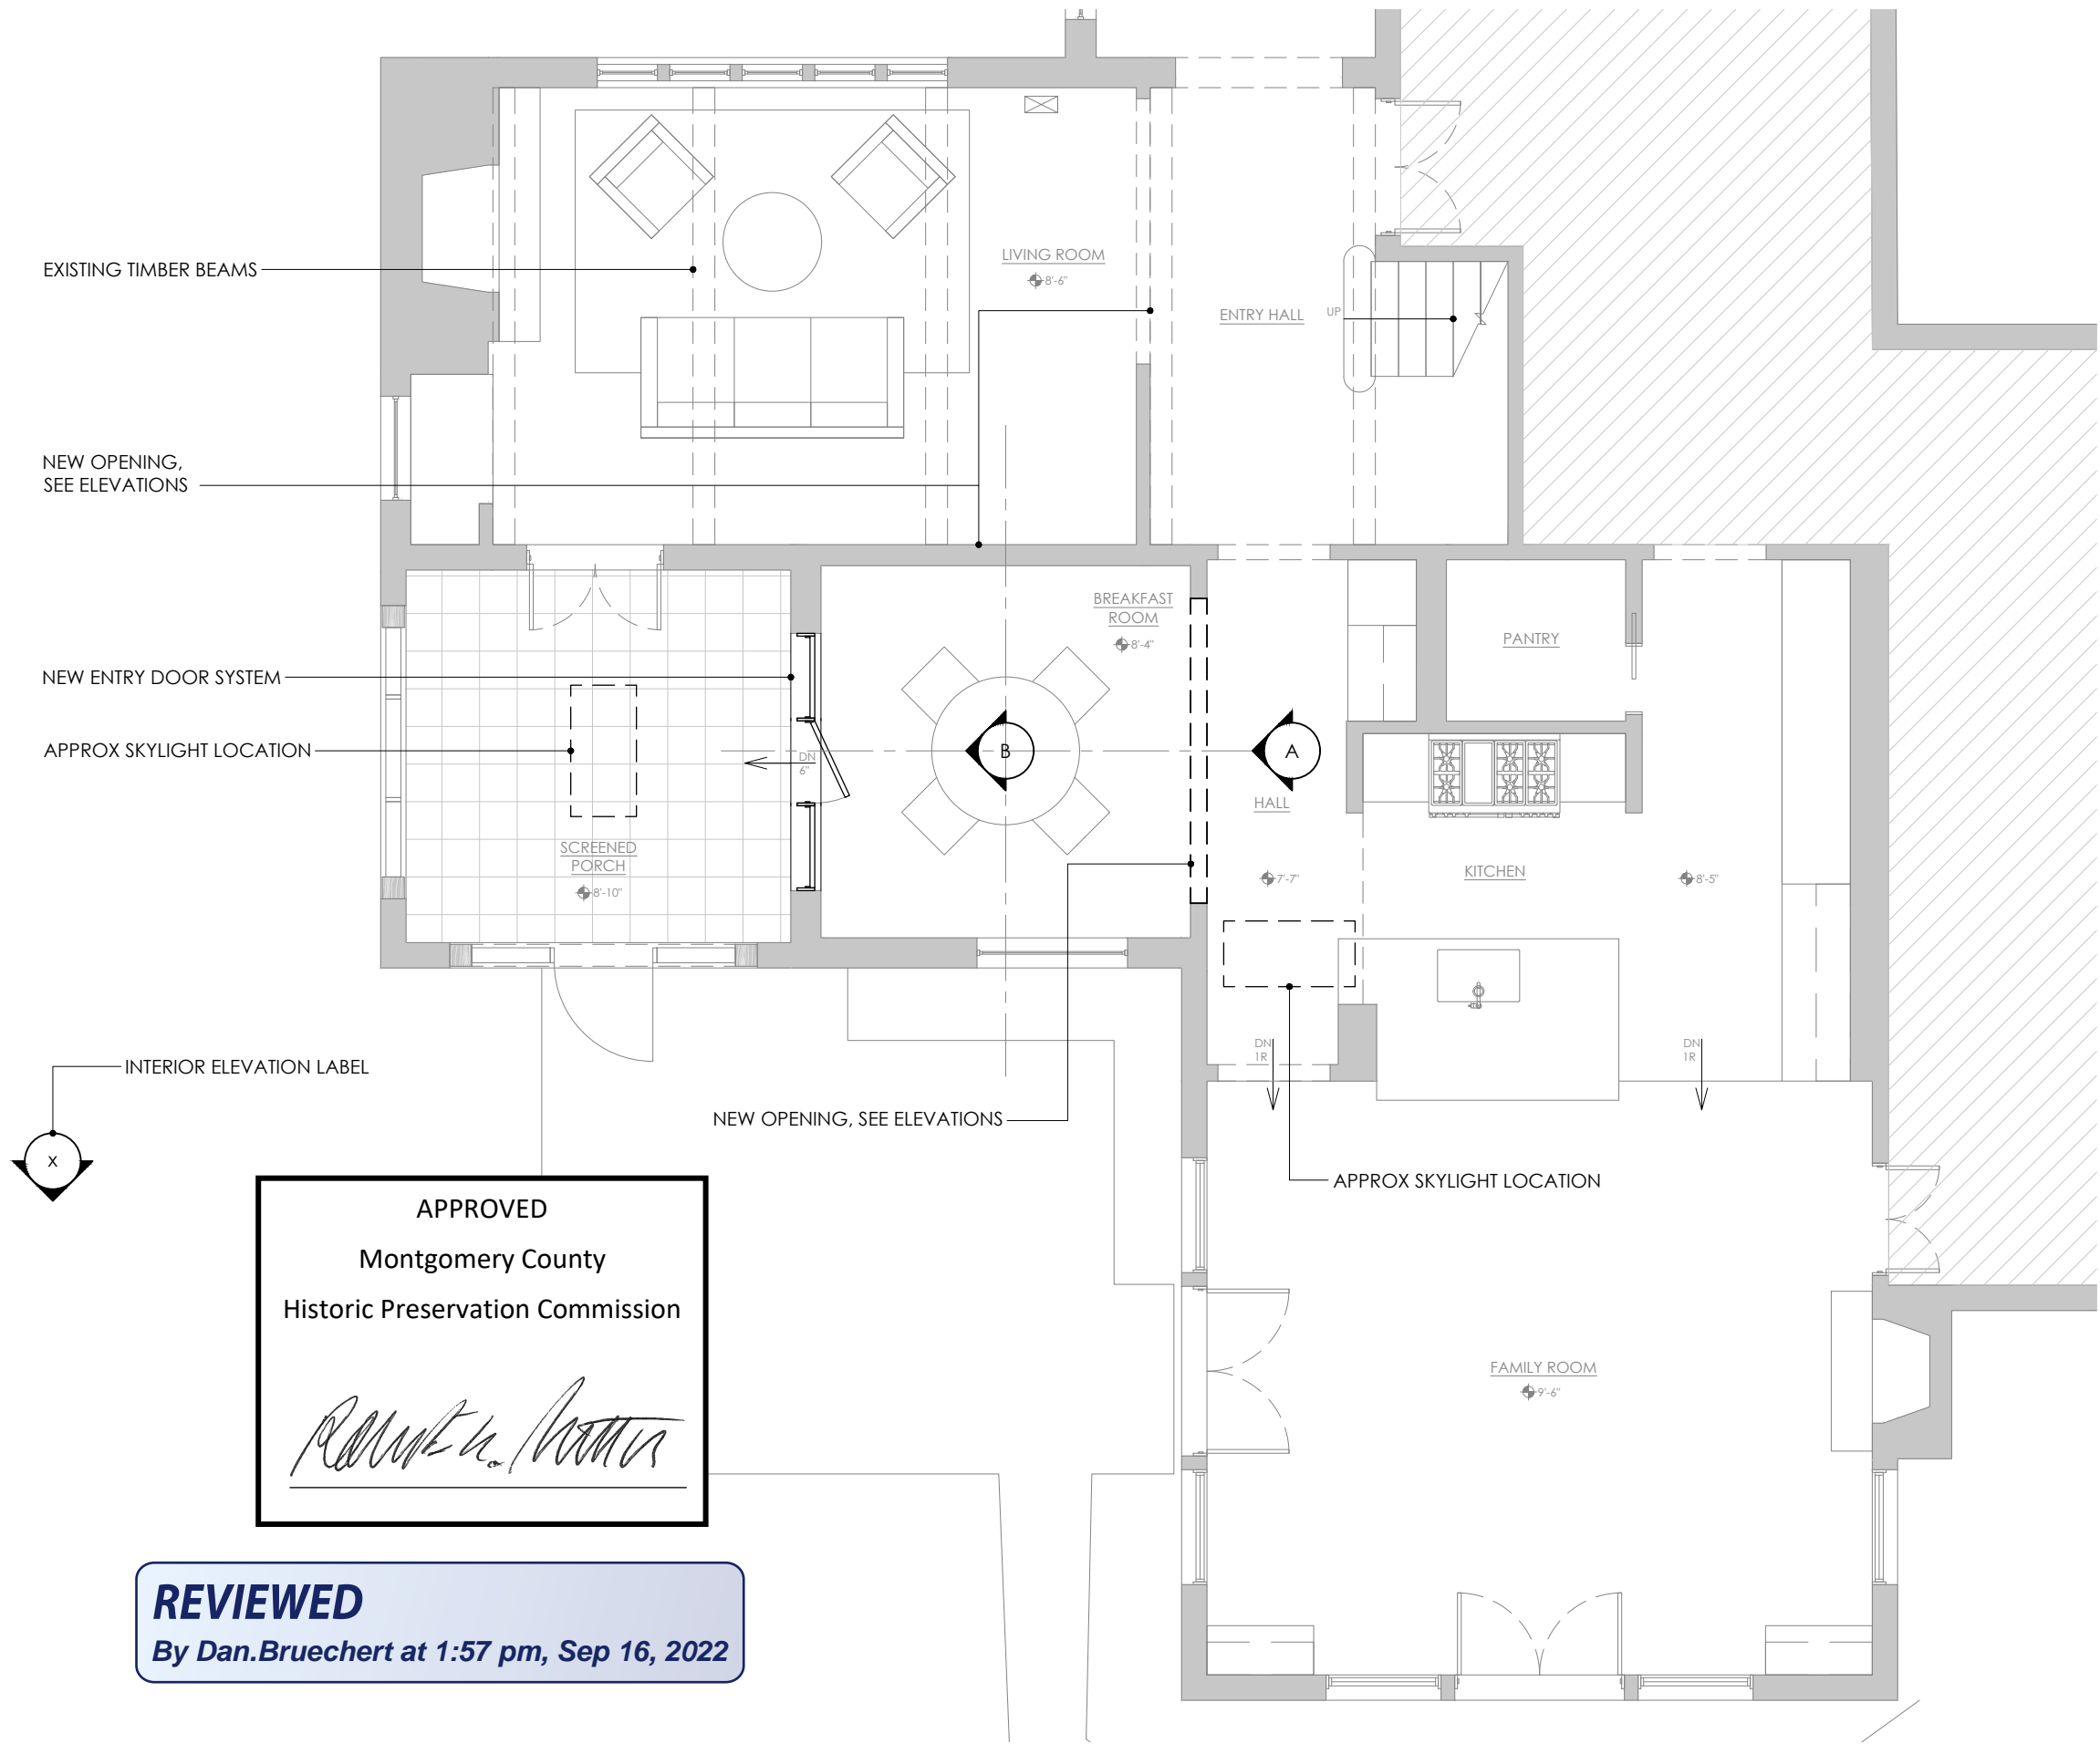 EXISTING TIMBER BEAMS
LIVING ROOM
8'-6"
ENTRY HALL
UP
NEW OPENING,
SEE ELEVATIONS
BREAKFAST
ROOM
8'-4"
PANTRY
NEW ENTRY DOOR SYSTEM
APPROX SKYLIGHT LOCATION
DN
6"
B
A
HALL
SCREENED
PORCH
8'-10"
7'-7"
KITCHEN
8'-5"
DN
1R
DN
1R
INTERIOR ELEVATION LABEL
X
NEW OPENING, SEE ELEVATIONS
APPROX SKYLIGHT LOCATION
APPROVED
Montgomery County
Historic Preservation Commission
FAMILY ROOM
9'-6"
REVIEWED
By Dan.Bruechert at 1:57 pm, Sep 16, 2022